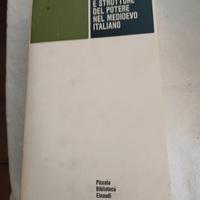 E STRUTTURE
DEL POTERE
NEL MEDIOEVO
ITALIANO
Piccola
Biblioteca
Einaudi